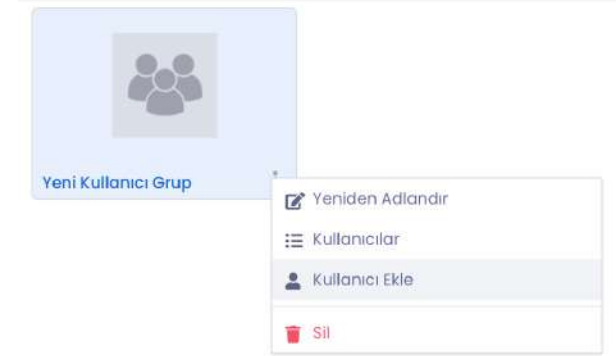 Yeni Kullanıcı Grup
Yeniden Adlandır
Kullanıcılar
Kullanıcı Ekle
Sil